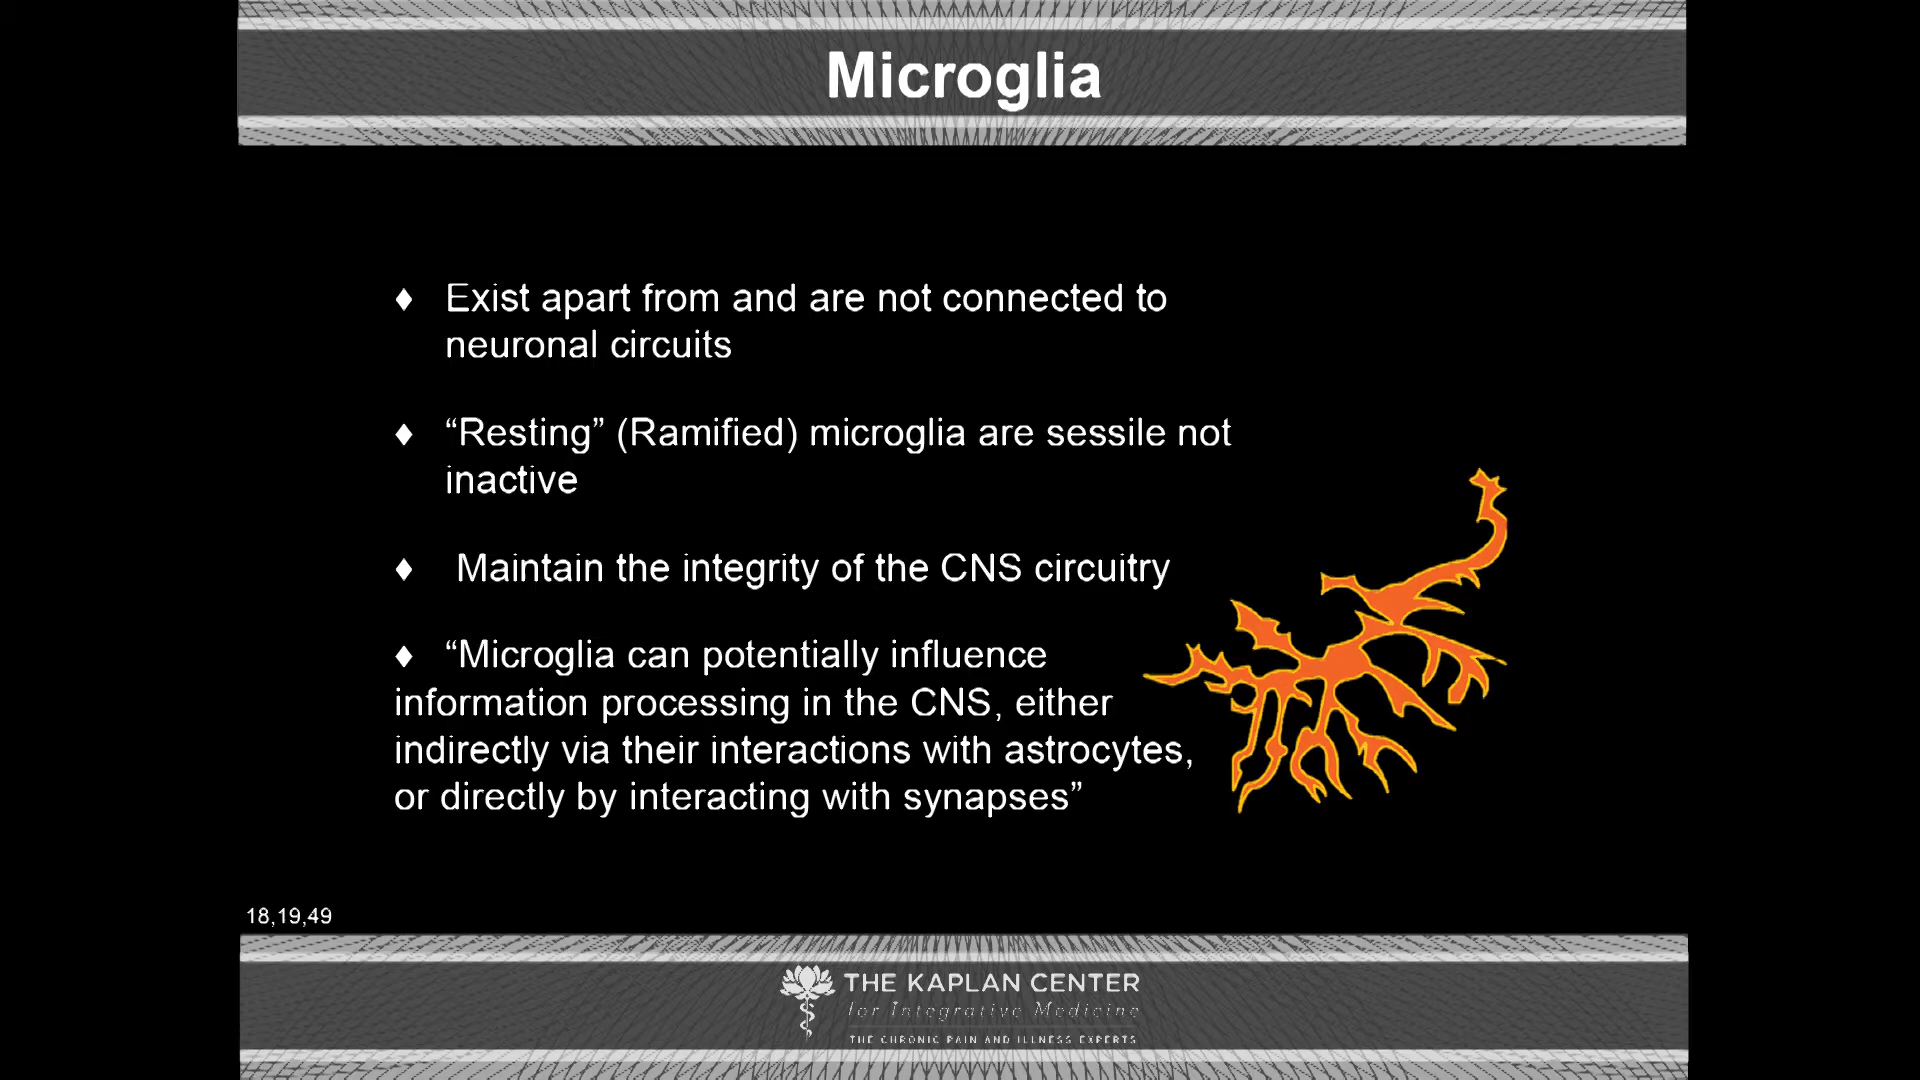 Microglia
♦ Exist apart from and are not connected to
neuronal circuits
♦ “Resting” (Ramified) microglia are sessile not
inactive
♦ Maintain the integrity of the CNS circuitry
♦ “Microglia can potentially influence
information processing in the CNS, either
indirectly via their interactions with astrocytes,
or directly by interacting with synapses”
18,19,49
THE KAPLAN CENTER
for Integrative Medicine
THE CHRONIC PAIN AND ILLNESS EXPERTS